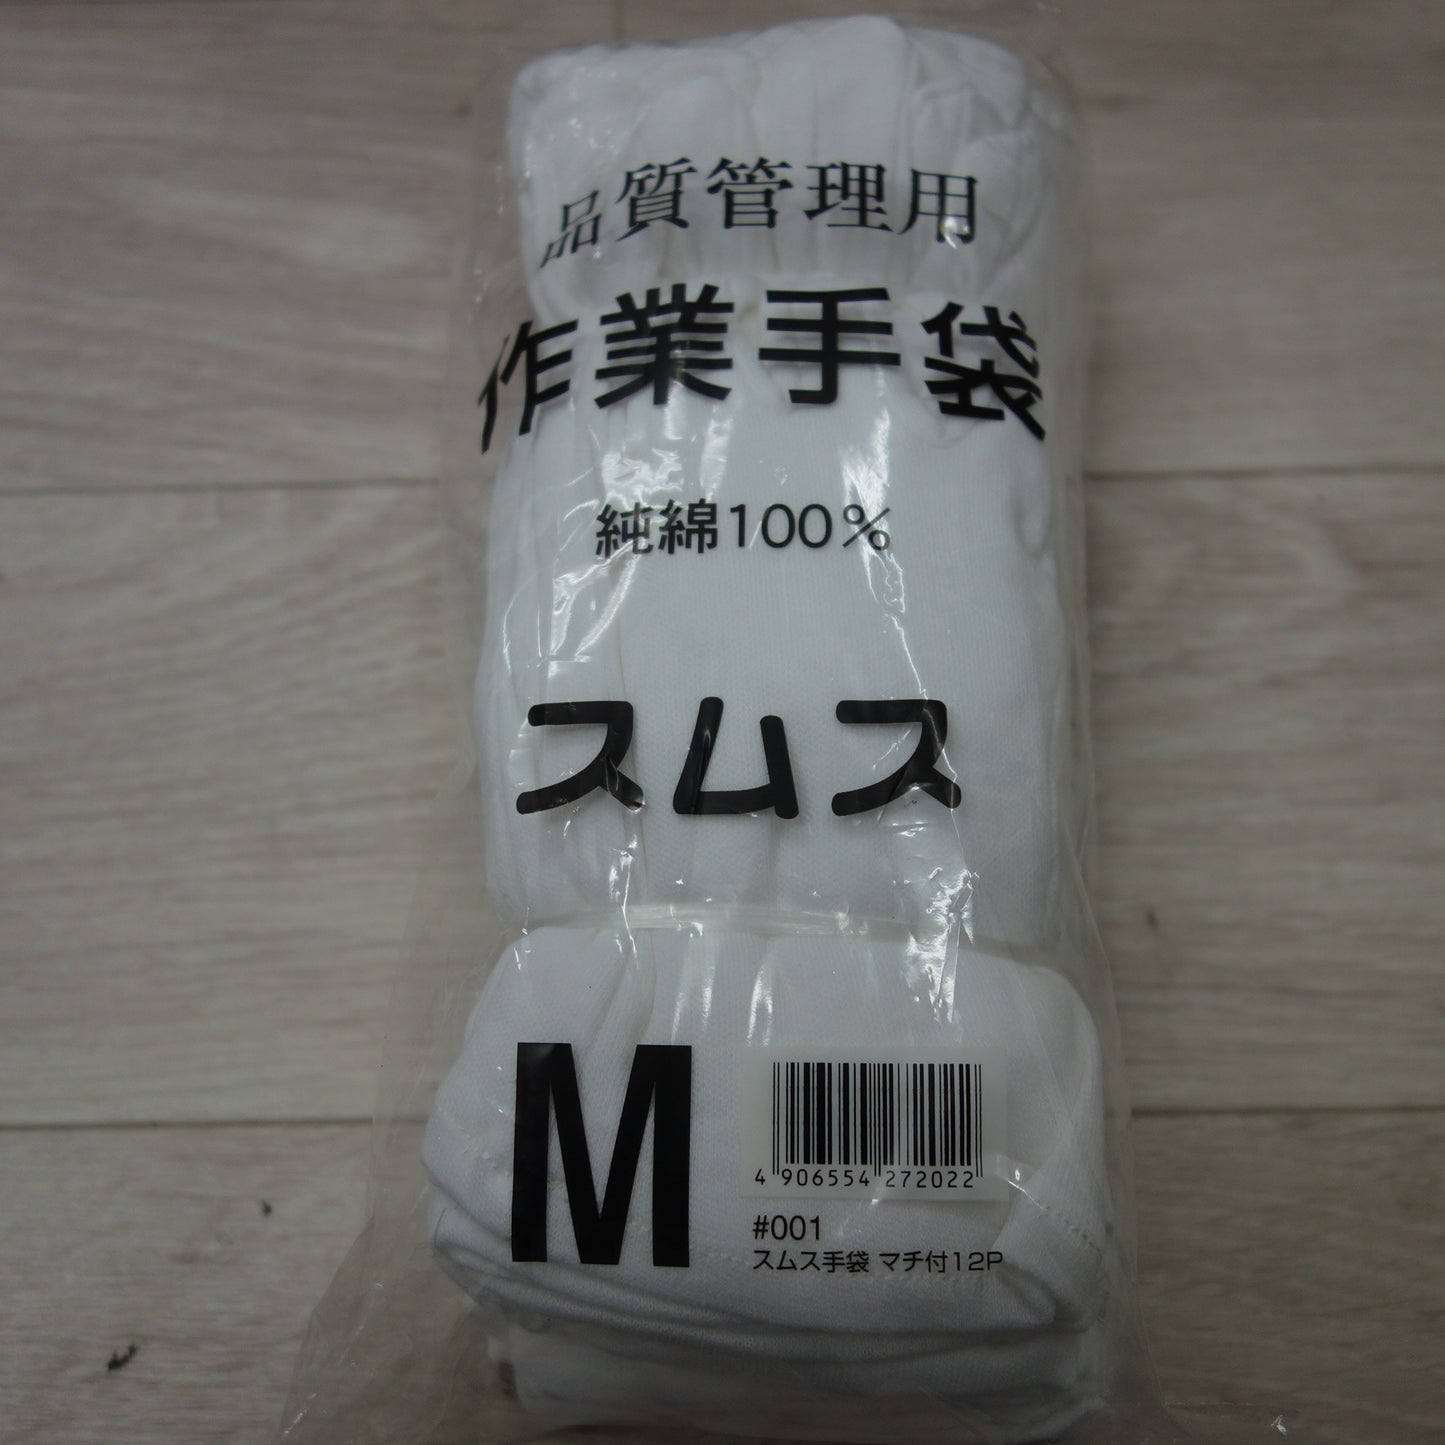 品質管理用
作業手袋
純綿100%
スムス
M
4 906554 272022
#001
スムス手袋 マチ付12P